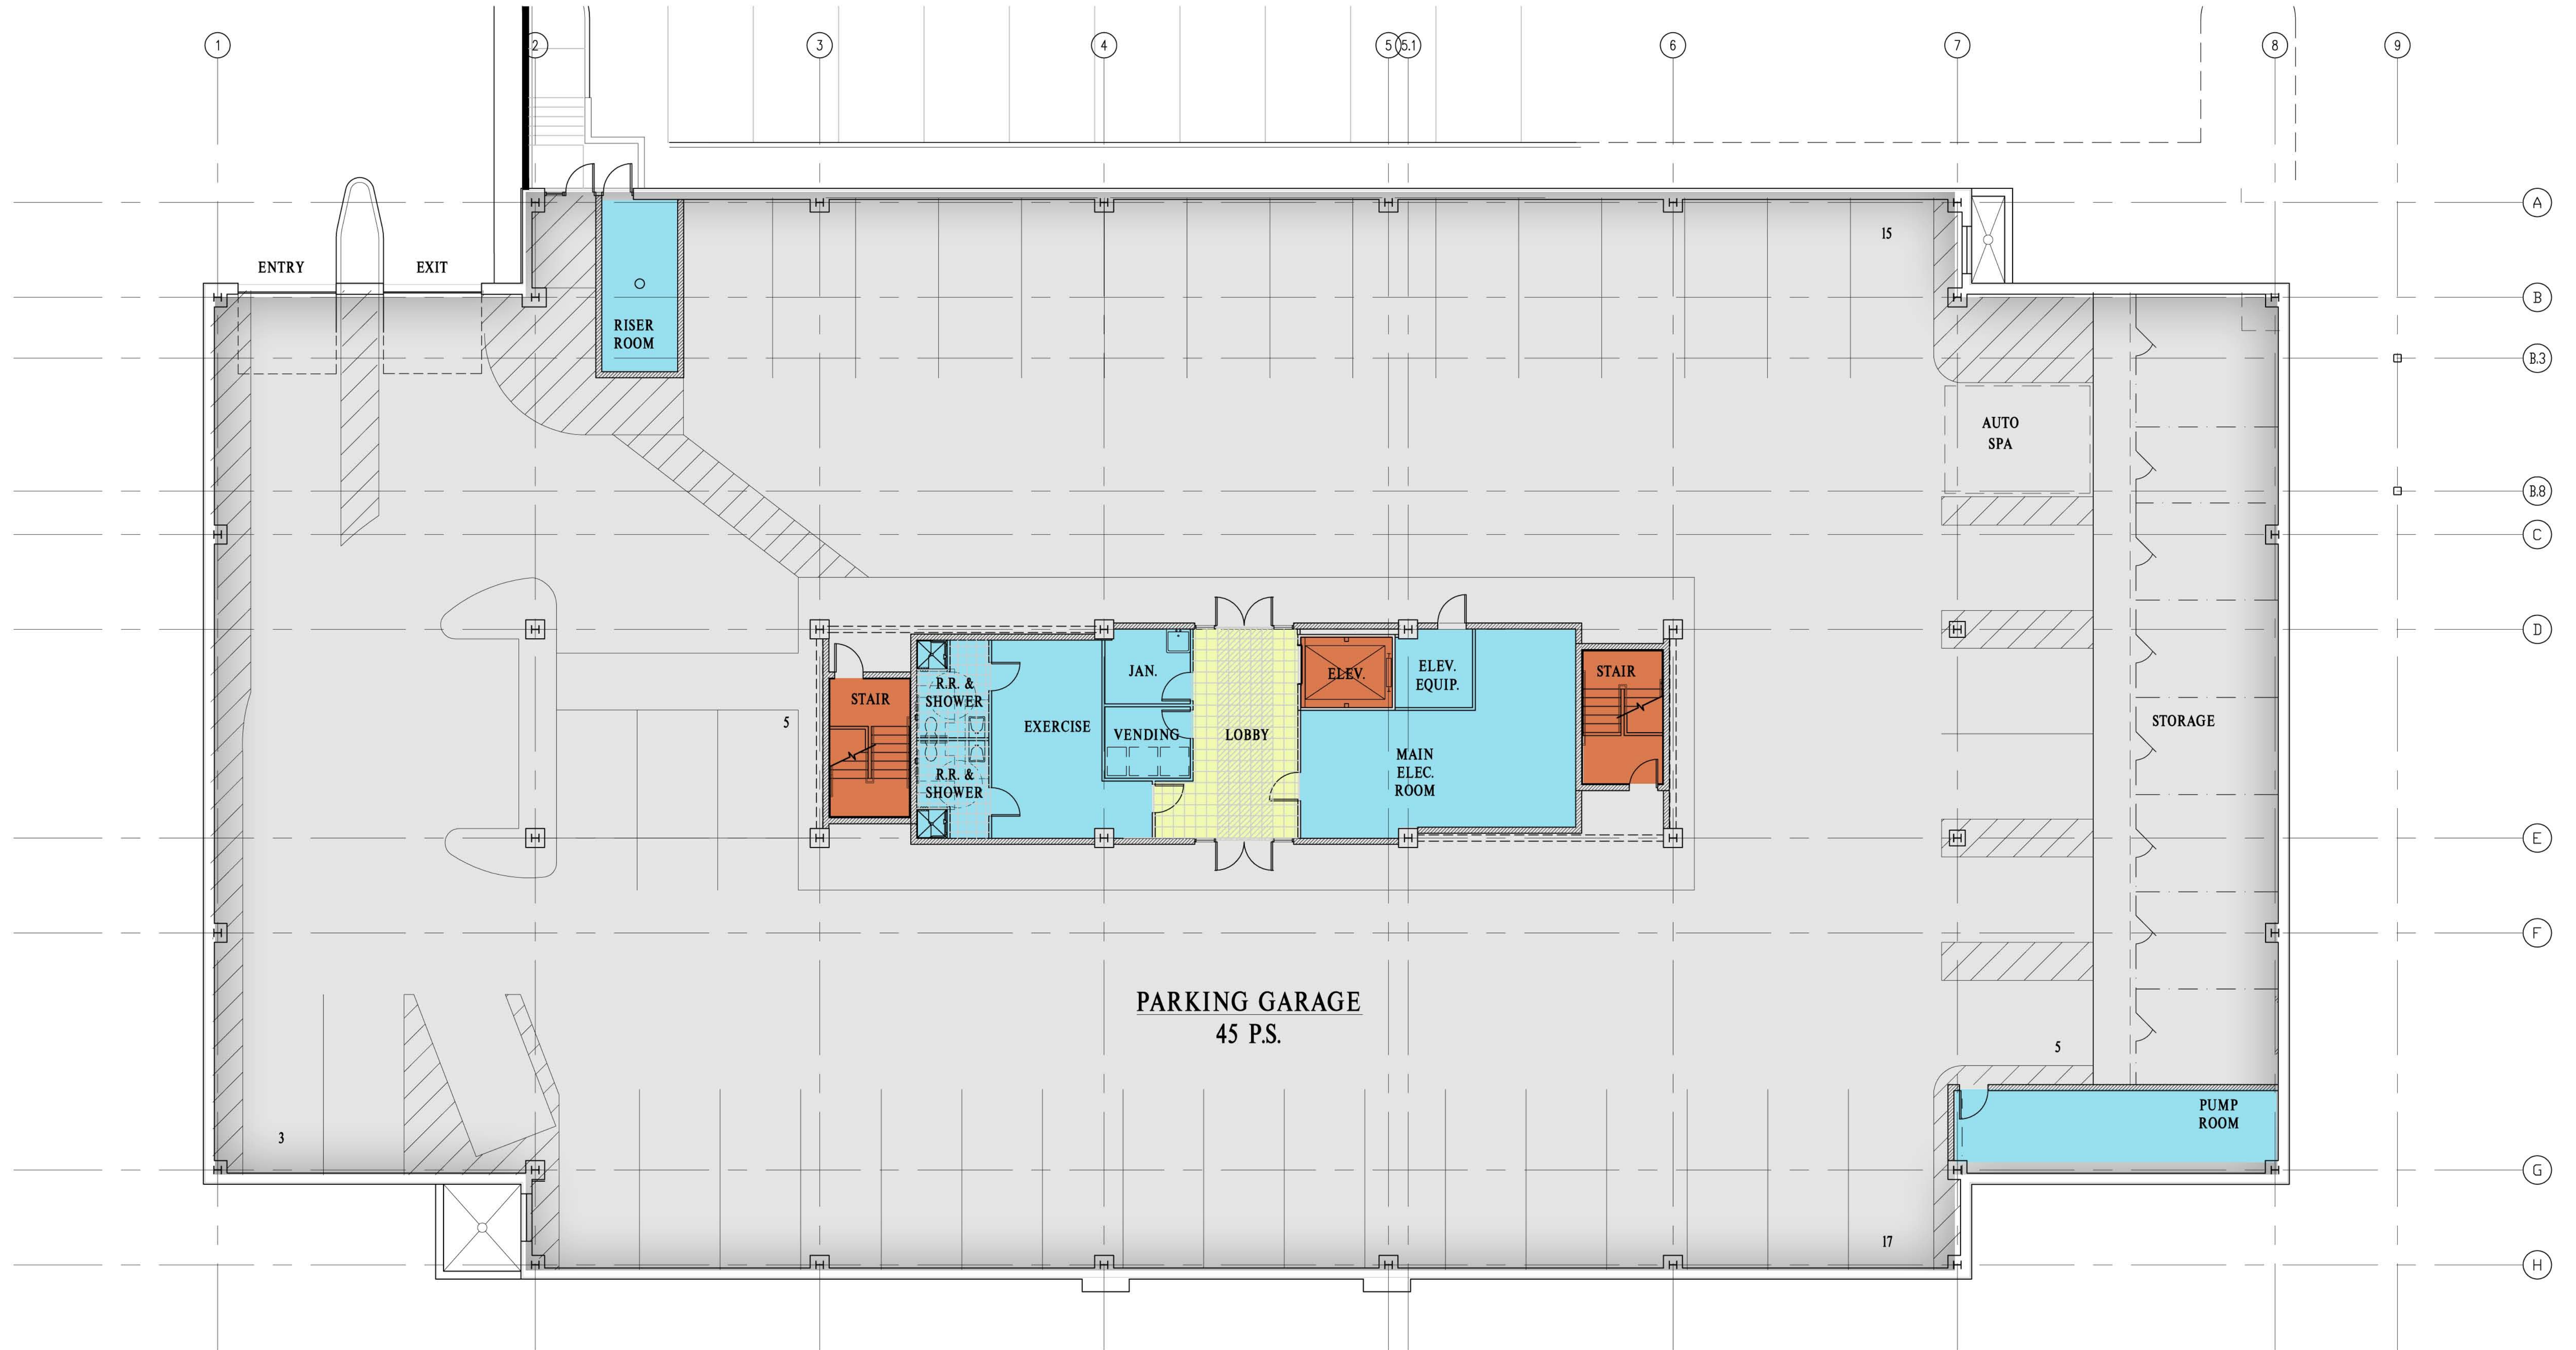 1 2 3 4 5 5.1 6 7 8 9
A
15
ENTRY EXIT
B
RISER
ROOM
B.3
AUTO
SPA
B.8
C
D
JAN.
ELEV.
ELEV.
EQUIP.
STAIR
R.R. &
SHOWER
STAIR
5
EXERCISE
VENDING
LOBBY
STORAGE
MAIN
ELEC.
ROOM
R.R. &
SHOWER
E
F
PARKING GARAGE
45 P.S.
5
3
PUMP
ROOM
G
17
H